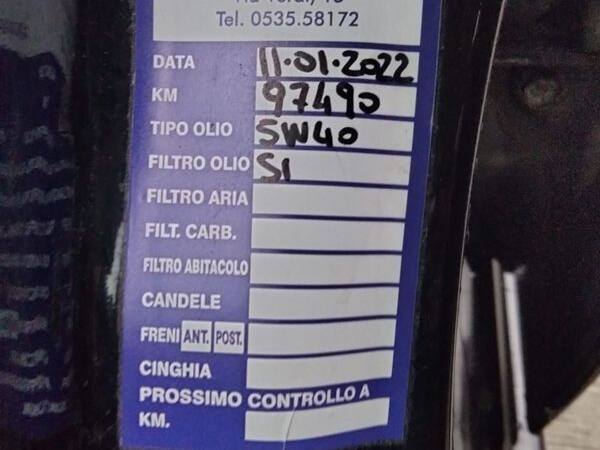 Tel. 0535.58172
DATA 11.01.2022
KM 97490
TIPO OLIO 5W40
FILTRO OLIO SI
FILTRO ARIA
FILT. CARB.
FILTRO ABITACOLO
CANDELE
FRENI ANT. POST.
CINGHIA
PROSSIMO CONTROLLO A
KM.